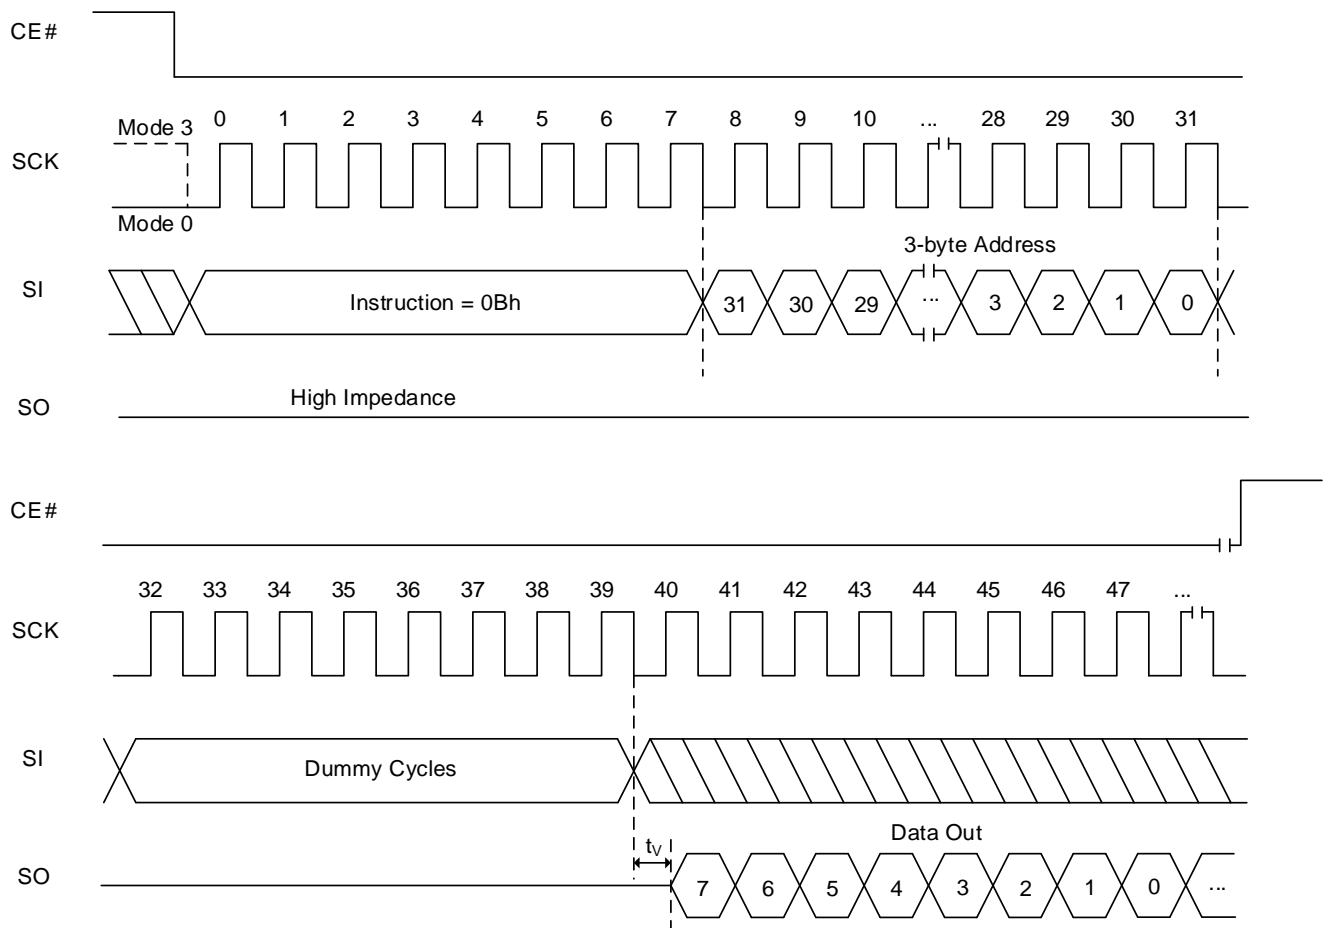 CE#
Mode 3 0 1 2 3 4 5 6 7 8 9 10 ... 28 29 30 31
SCK
Mode 0
3-byte Address
SI Instruction = 0Bh 31 30 29 ... 3 2 1 0
High Impedance
SO
CE#
32 33 34 35 36 37 38 39 40 41 42 43 44 45 46 47 ...
SCK
SI Dummy Cycles
Data Out
tV
SO 7 6 5 4 3 2 1 0 ...